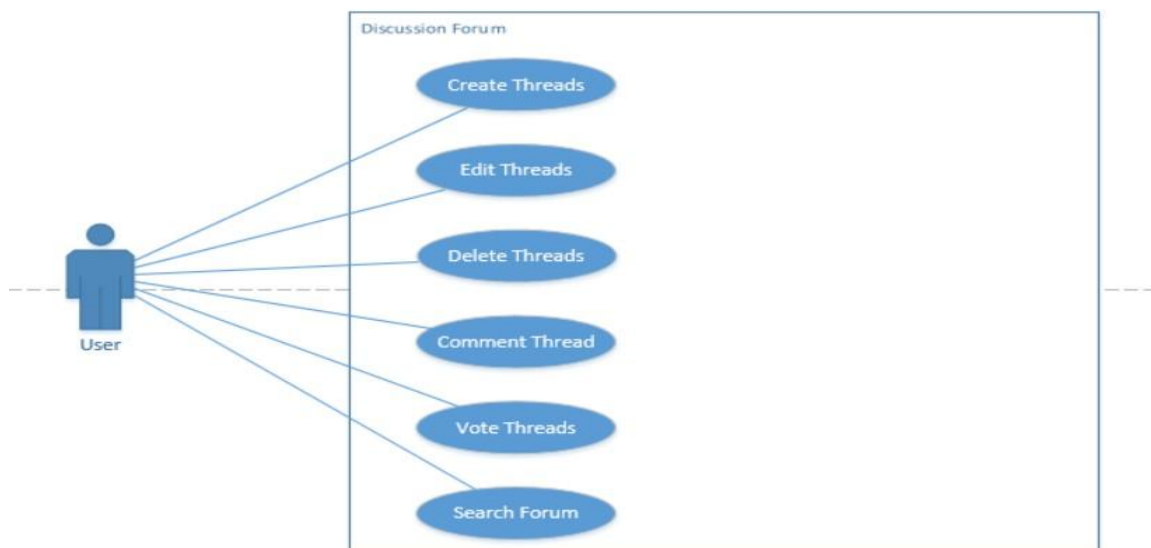 Discussion Forum
Create Threads
Edit Threads
Delete Threads
User
Comment Thread
Vote Threads
Search Forum